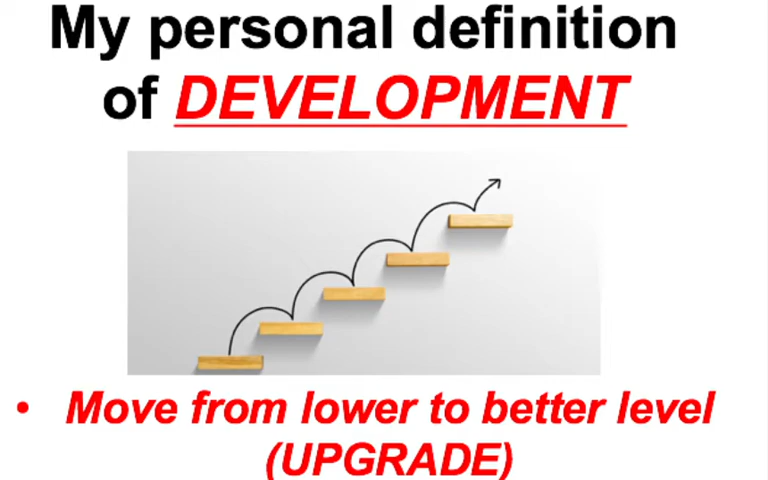 My personal definition
of DEVELOPMENT
• Move from lower to better level
(UPGRADE)